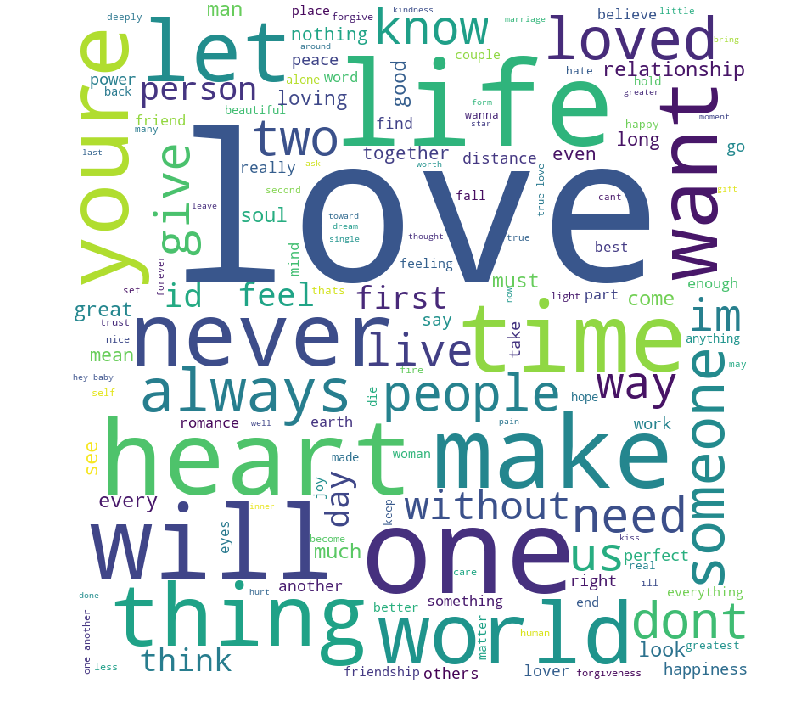 deeply
man
place
forgive
kindness
marriage
believe
little
let
know
loved
youre
nothing
around
couple
life
power
back
person
peace
alone
word
good
hate
relationship
hold
greater
bring
loving
beautiful
friend
many
two
find
form
wanna
star
happy
long
moment
want
last
give
really
ask
together
worth
distance
even
go
love
second
leave
soul
toward
dream
single
fall
true love
cant
gift
thought
true
best
mind
feeling
forever
set
id
feel
thats
first
must
now
light
part
come
enough
great
trust
nice
mean
never
say
live
take
time
im
anything
hey baby
self
always
fire
die
people
hope
way
may
someone
see
romance
earth
well
heart
woman
pain
make
work
every
made
joy
day
keep
without
need
kiss
inner
eyes
become
much
will
one
us
perfect
real
ill
done
hurt
another
care
right
everything
thing
better
something
end
dont
one another
less
think
world
matter
human
look
greatest
friendship
others
lover
forgiveness
happiness